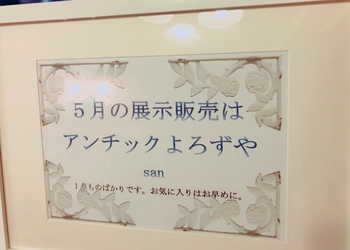 5月の展示販売は
アンチックよろずや
san
1点ものばかりです。お気に入りはお早めに。